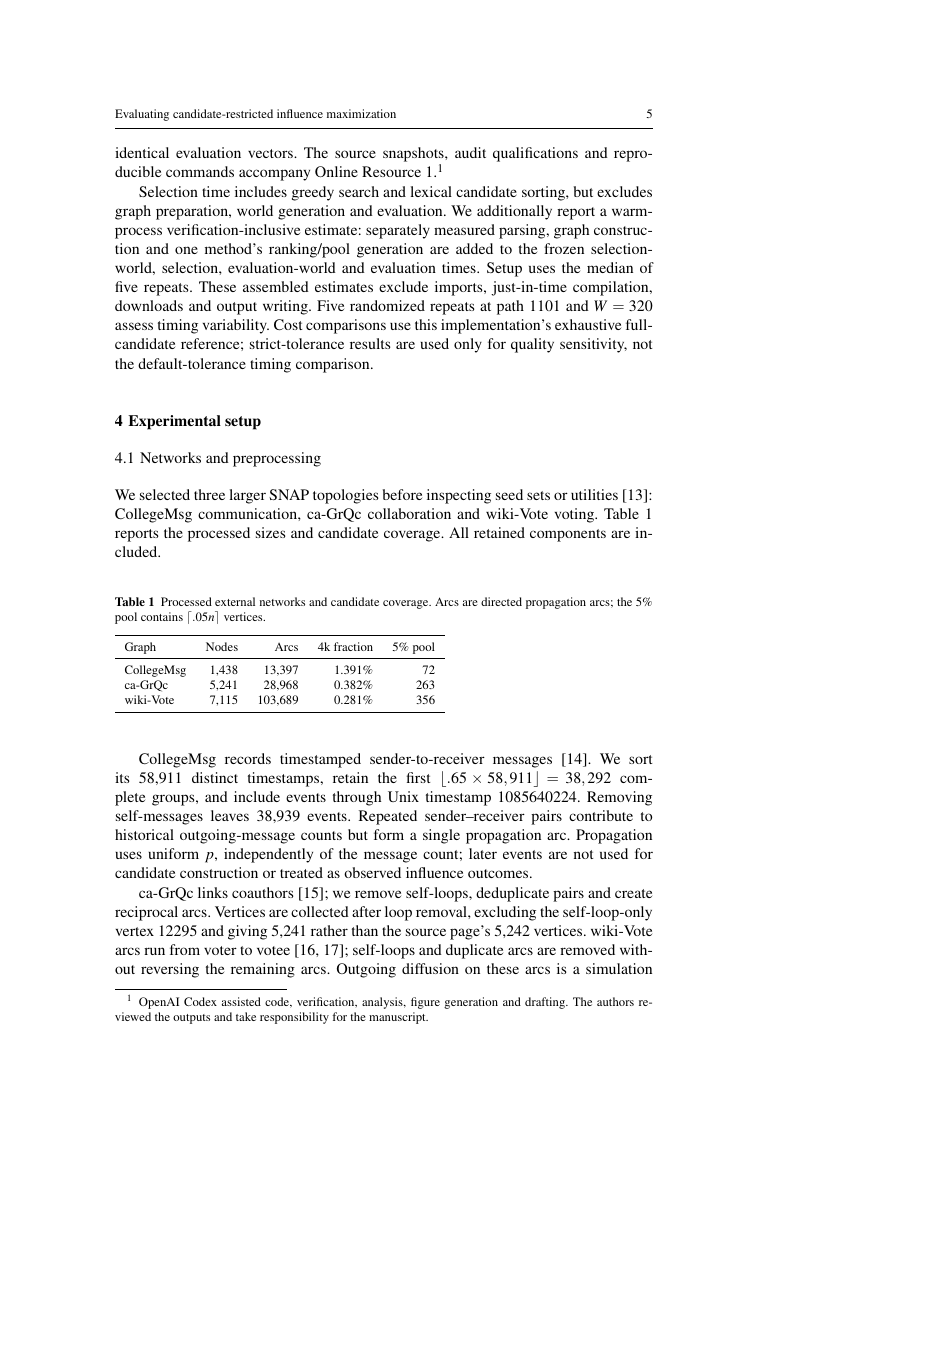 Evaluating candidate-restricted influence maximization 5
identical evaluation vectors. The source snapshots, audit qualifications and repro-
ducible commands accompany Online Resource 1.¹
Selection time includes greedy search and lexical candidate sorting, but excludes
graph preparation, world generation and evaluation. We additionally report a warm-
process verification-inclusive estimate: separately measured parsing, graph construc-
tion and one method's ranking/pool generation are added to the frozen selection-
world, selection, evaluation-world and evaluation times. Setup uses the median of
five repeats. These assembled estimates exclude imports, just-in-time compilation,
downloads and output writing. Five randomized repeats at path 1101 and W = 320
assess timing variability. Cost comparisons use this implementation's exhaustive full-
candidate reference; strict-tolerance results are used only for quality sensitivity, not
the default-tolerance timing comparison.
4 Experimental setup
4.1 Networks and preprocessing
We selected three larger SNAP topologies before inspecting seed sets or utilities [13]:
CollegeMsg communication, ca-GrQc collaboration and wiki-Vote voting. Table 1
reports the processed sizes and candidate coverage. All retained components are in-
cluded.
Table 1 Processed external networks and candidate coverage. Arcs are directed propagation arcs; the 5%
pool contains ⌈.05n⌉ vertices.
Graph Nodes Arcs 4k fraction 5% pool
CollegeMsg 1,438 13,397 1.391% 72
ca-GrQc 5,241 28,968 0.382% 263
wiki-Vote 7,115 103,689 0.281% 356
CollegeMsg records timestamped sender-to-receiver messages [14]. We sort
its 58,911 distinct timestamps, retain the first ⌊.65 × 58,911⌋ = 38,292 com-
plete groups, and include events through Unix timestamp 1085640224. Removing
self-messages leaves 38,939 events. Repeated sender–receiver pairs contribute to
historical outgoing-message counts but form a single propagation arc. Propagation
uses uniform p, independently of the message count; later events are not used for
candidate construction or treated as observed influence outcomes.
ca-GrQc links coauthors [15]; we remove self-loops, deduplicate pairs and create
reciprocal arcs. Vertices are collected after loop removal, excluding the self-loop-only
vertex 12295 and giving 5,241 rather than the source page's 5,242 vertices. wiki-Vote
arcs run from voter to votee [16, 17]; self-loops and duplicate arcs are removed with-
out reversing the remaining arcs. Outgoing diffusion on these arcs is a simulation
¹ OpenAI Codex assisted code, verification, analysis, figure generation and drafting. The authors re-
viewed the outputs and take responsibility for the manuscript.